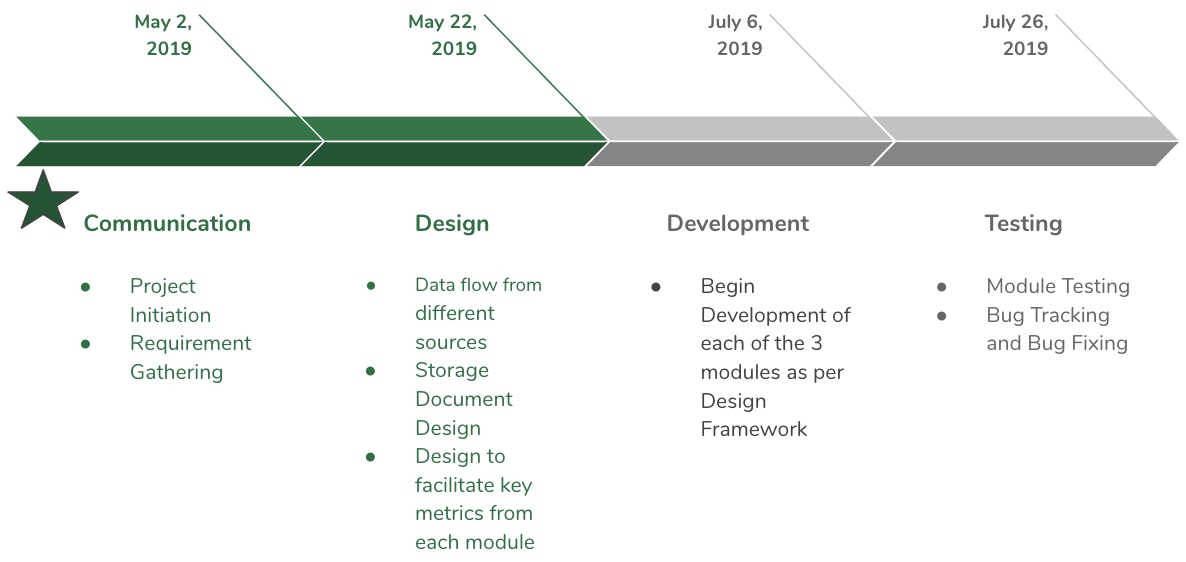 May 2,
2019
May 22,
2019
July 6,
2019
July 26,
2019
Communication
● Project
Initiation
● Requirement
Gathering
Design
● Data flow from
different
sources
● Storage
Document
Design
● Design to
facilitate key
metrics from
each module
Development
● Begin
Development of
each of the 3
modules as per
Design
Framework
Testing
● Module Testing
● Bug Tracking
and Bug Fixing